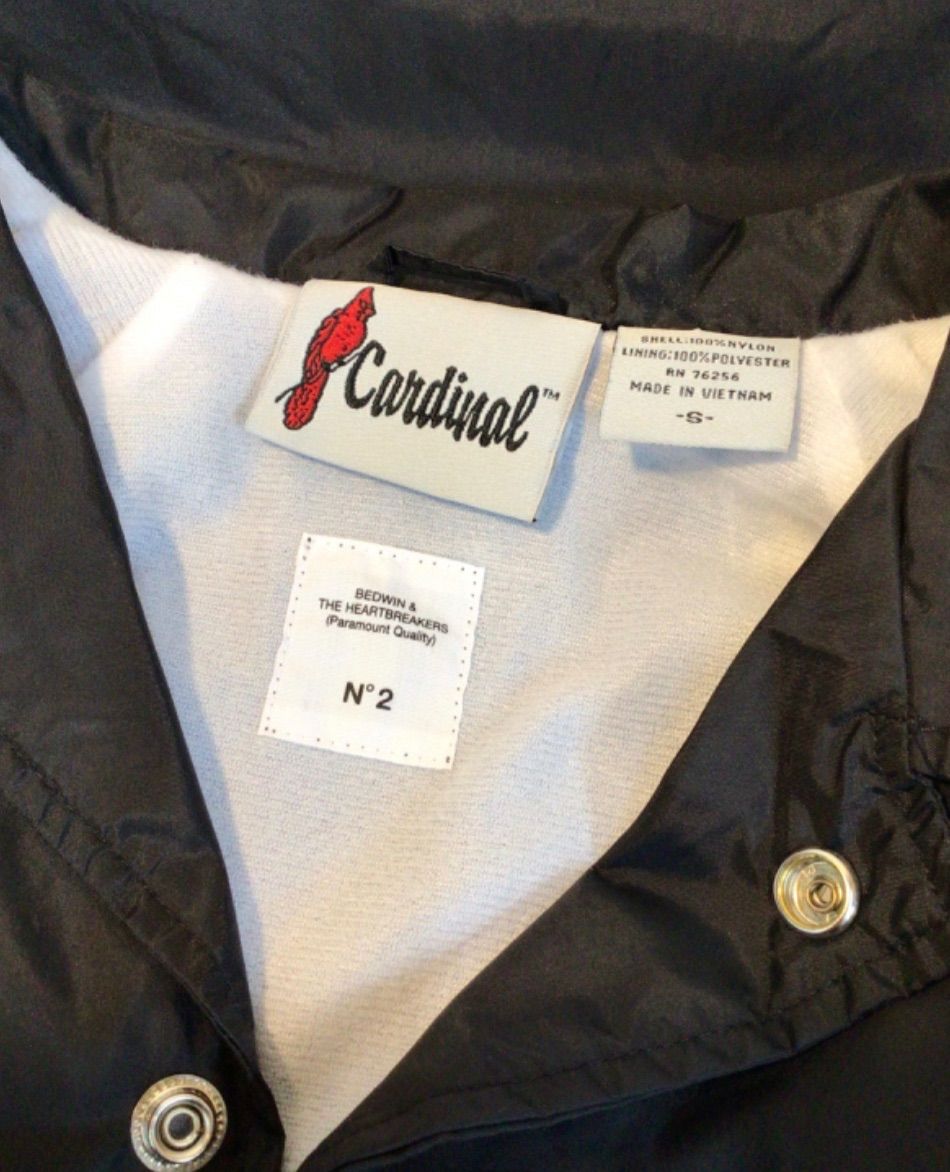 Cardinal™
SHELL:100%NYLON
LINING:100%POLYESTER
RN 76256
MADE IN VIETNAM
-S-
BEDWIN &
THE HEARTBREAKERS
(Paramount Quality)
N°2